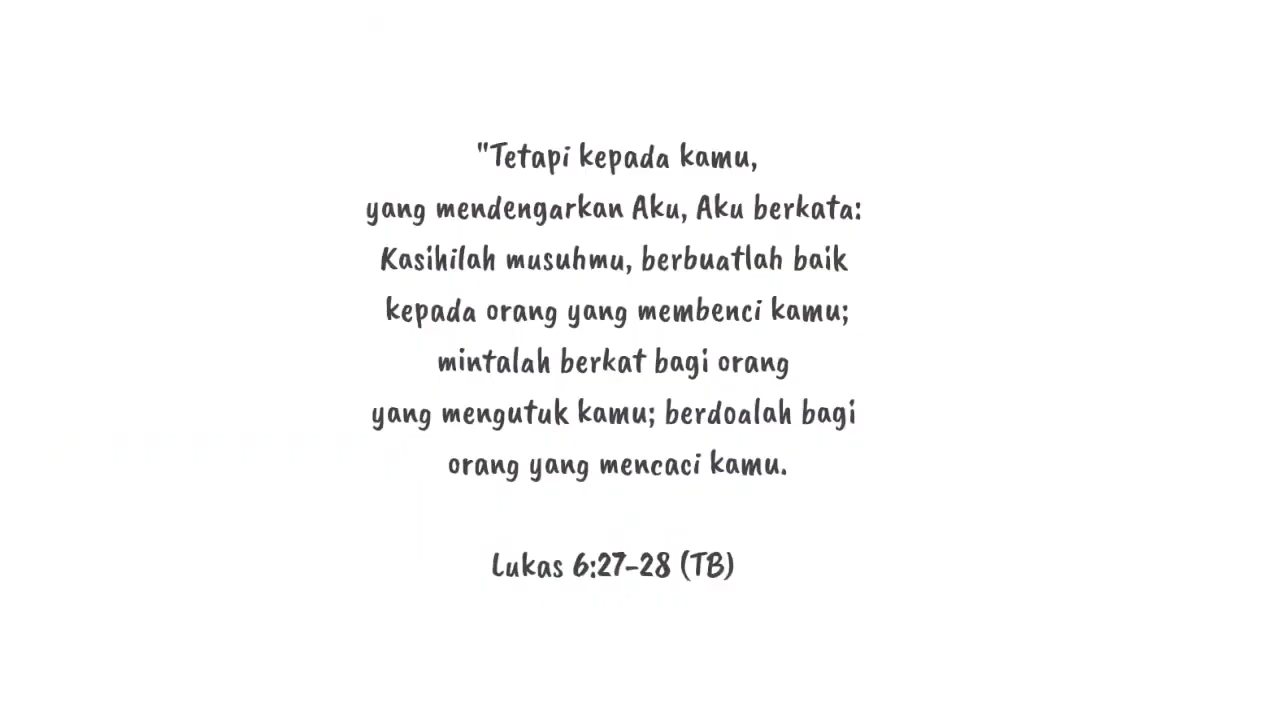 "Tetapi kepada kamu,
yang mendengarkan Aku, Aku berkata:
Kasihilah musuhmu, berbuatlah baik
kepada orang yang membenci kamu;
mintalah berkat bagi orang
yang mengutuk kamu; berdoalah bagi
orang yang mencaci kamu.
Lukas 6:27-28 (TB)